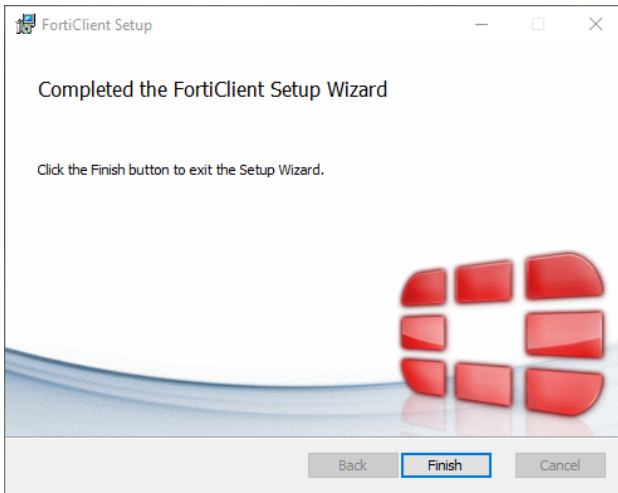 FortiClient Setup
Completed the FortiClient Setup Wizard
Click the Finish button to exit the Setup Wizard.
Back Finish Cancel